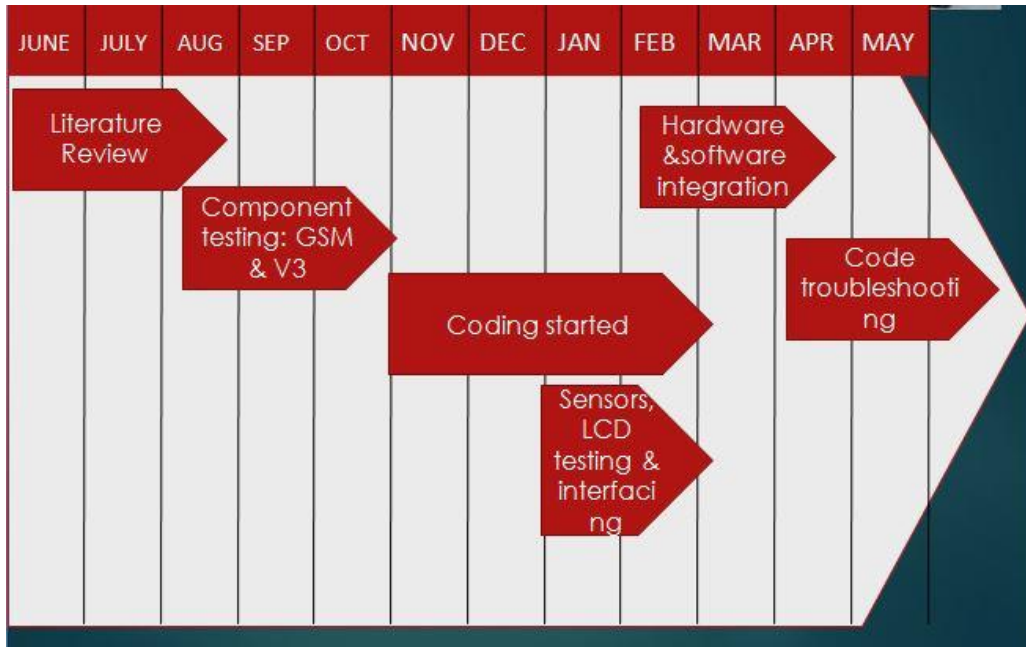 JUNE JULY AUG SEP OCT NOV DEC JAN FEB MAR APR MAY
Literature
Review
Component
testing: GSM
& V3
Coding started
Sensors,
LCD
testing &
interfaci
ng
Hardware
&software
integration
Code
troubleshooti
ng